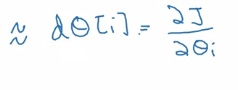 ≈ dθ[i] = ∂J/∂θi